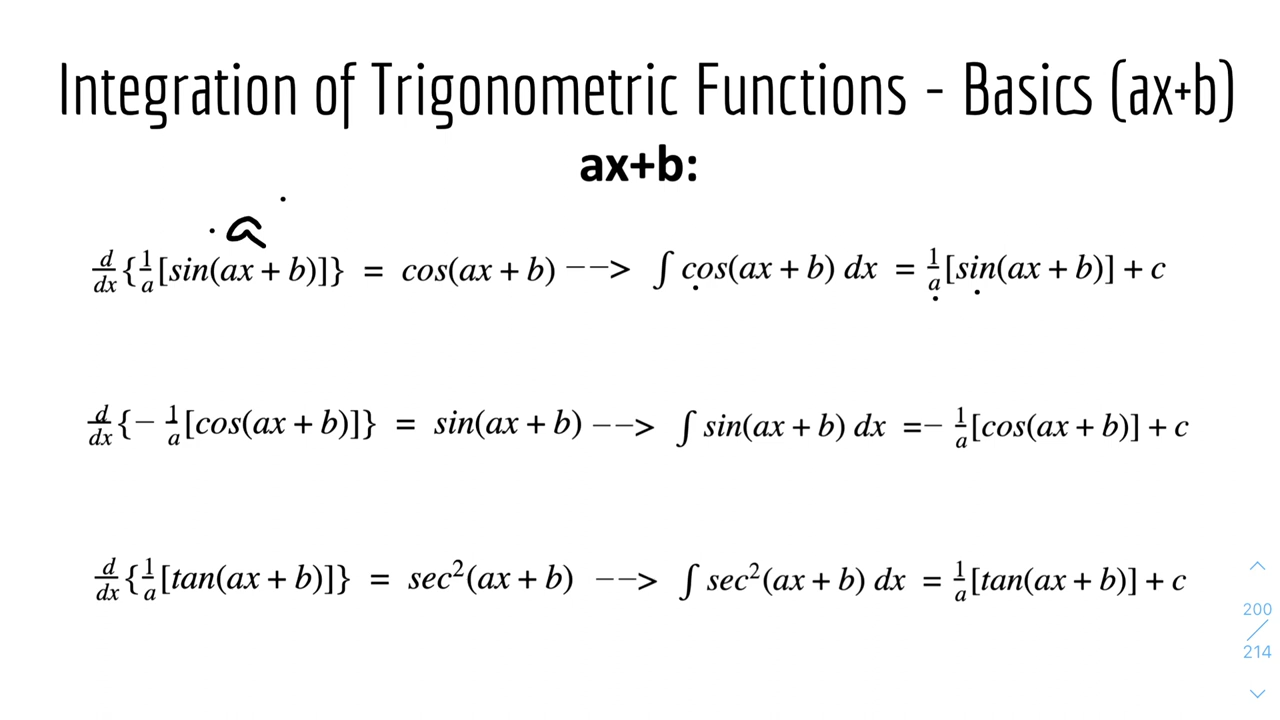 Integration of Trigonometric Functions - Basics (ax+b)
ax+b:
a
d/dx{1/a[sin(ax + b)]} = cos(ax + b) --> ∫ cos(ax + b) dx = 1/a[sin(ax + b)] + c
d/dx{− 1/a[cos(ax + b)]} = sin(ax + b) --> ∫ sin(ax + b) dx =− 1/a[cos(ax + b)] + c
d/dx{1/a[tan(ax + b)]} = sec²(ax + b) --> ∫ sec²(ax + b) dx = 1/a[tan(ax + b)] + c
200
/
214